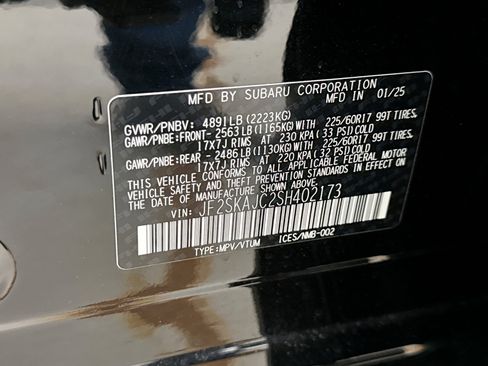 MFD BY SUBARU CORPORATION MFD IN 01/25
GVWR/PNBV: 4891LB (2223KG)
GAWR/PNBE:FRONT- 2563LB(1165KG)WITH 225/60R17 99T TIRES,
17X7J RIMS AT 230 KPA(33 PSI)COLD
GAWR/PNBE:REAR - 2486LB(1130KG)WITH 225/60R17 99T TIRES,
17X7J RIMS AT 220 KPA(32 PSI)COLD
THIS VEHICLE CONFORMS TO ALL APPLICABLE FEDERAL MOTOR
VEHICLE SAFETY AND THEFT PREVENTION STANDARDS IN EFFECT ON
THE DATE OF MANUFACTURE SHOWN ABOVE.
VIN: JF2SKAJC2SH402173
TYPE:MPV/VTUM ICES/NMB-002